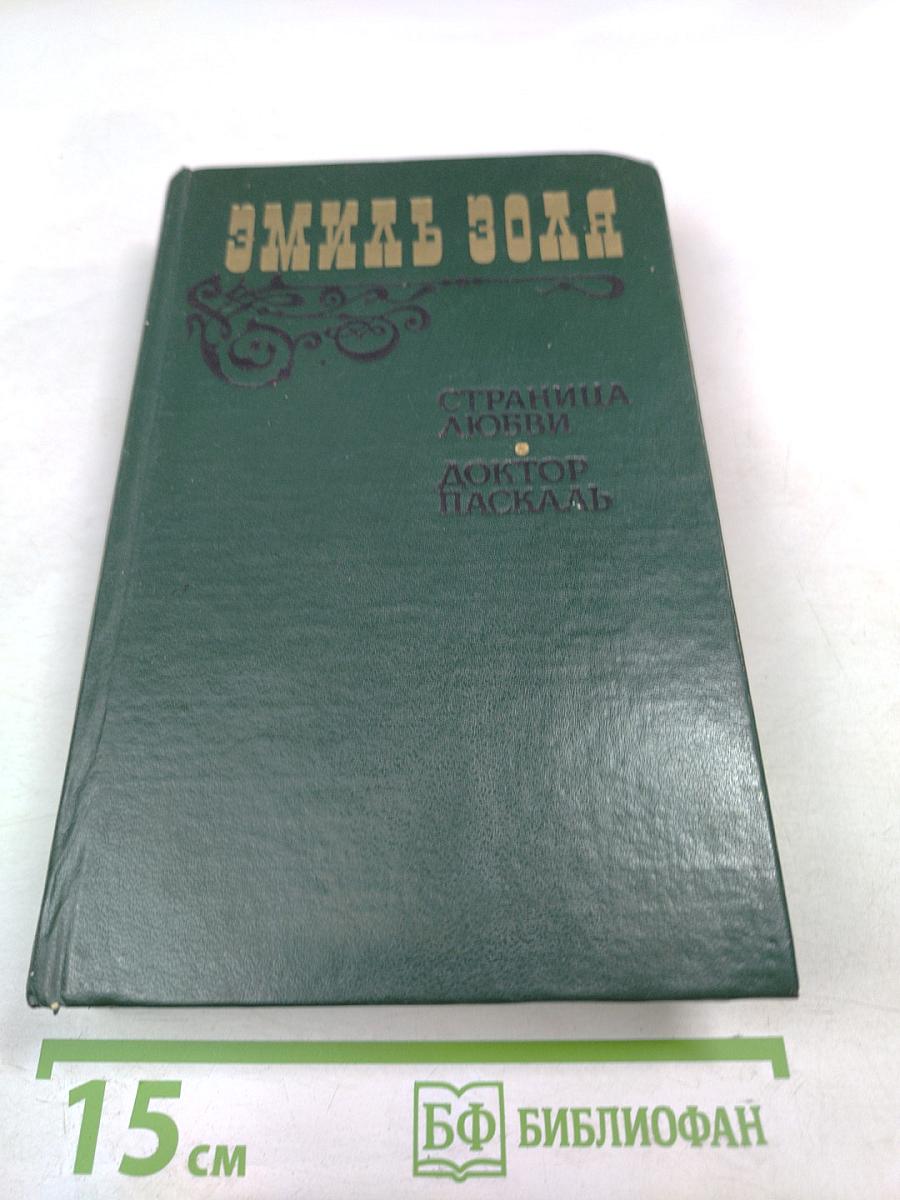 ЭМИЛЬ ЗОЛЯ
СТРАНИЦА
ЛЮБВИ
ДОКТОР
ПАСКАЛЬ
15 см
БФ БИБЛИОФАН